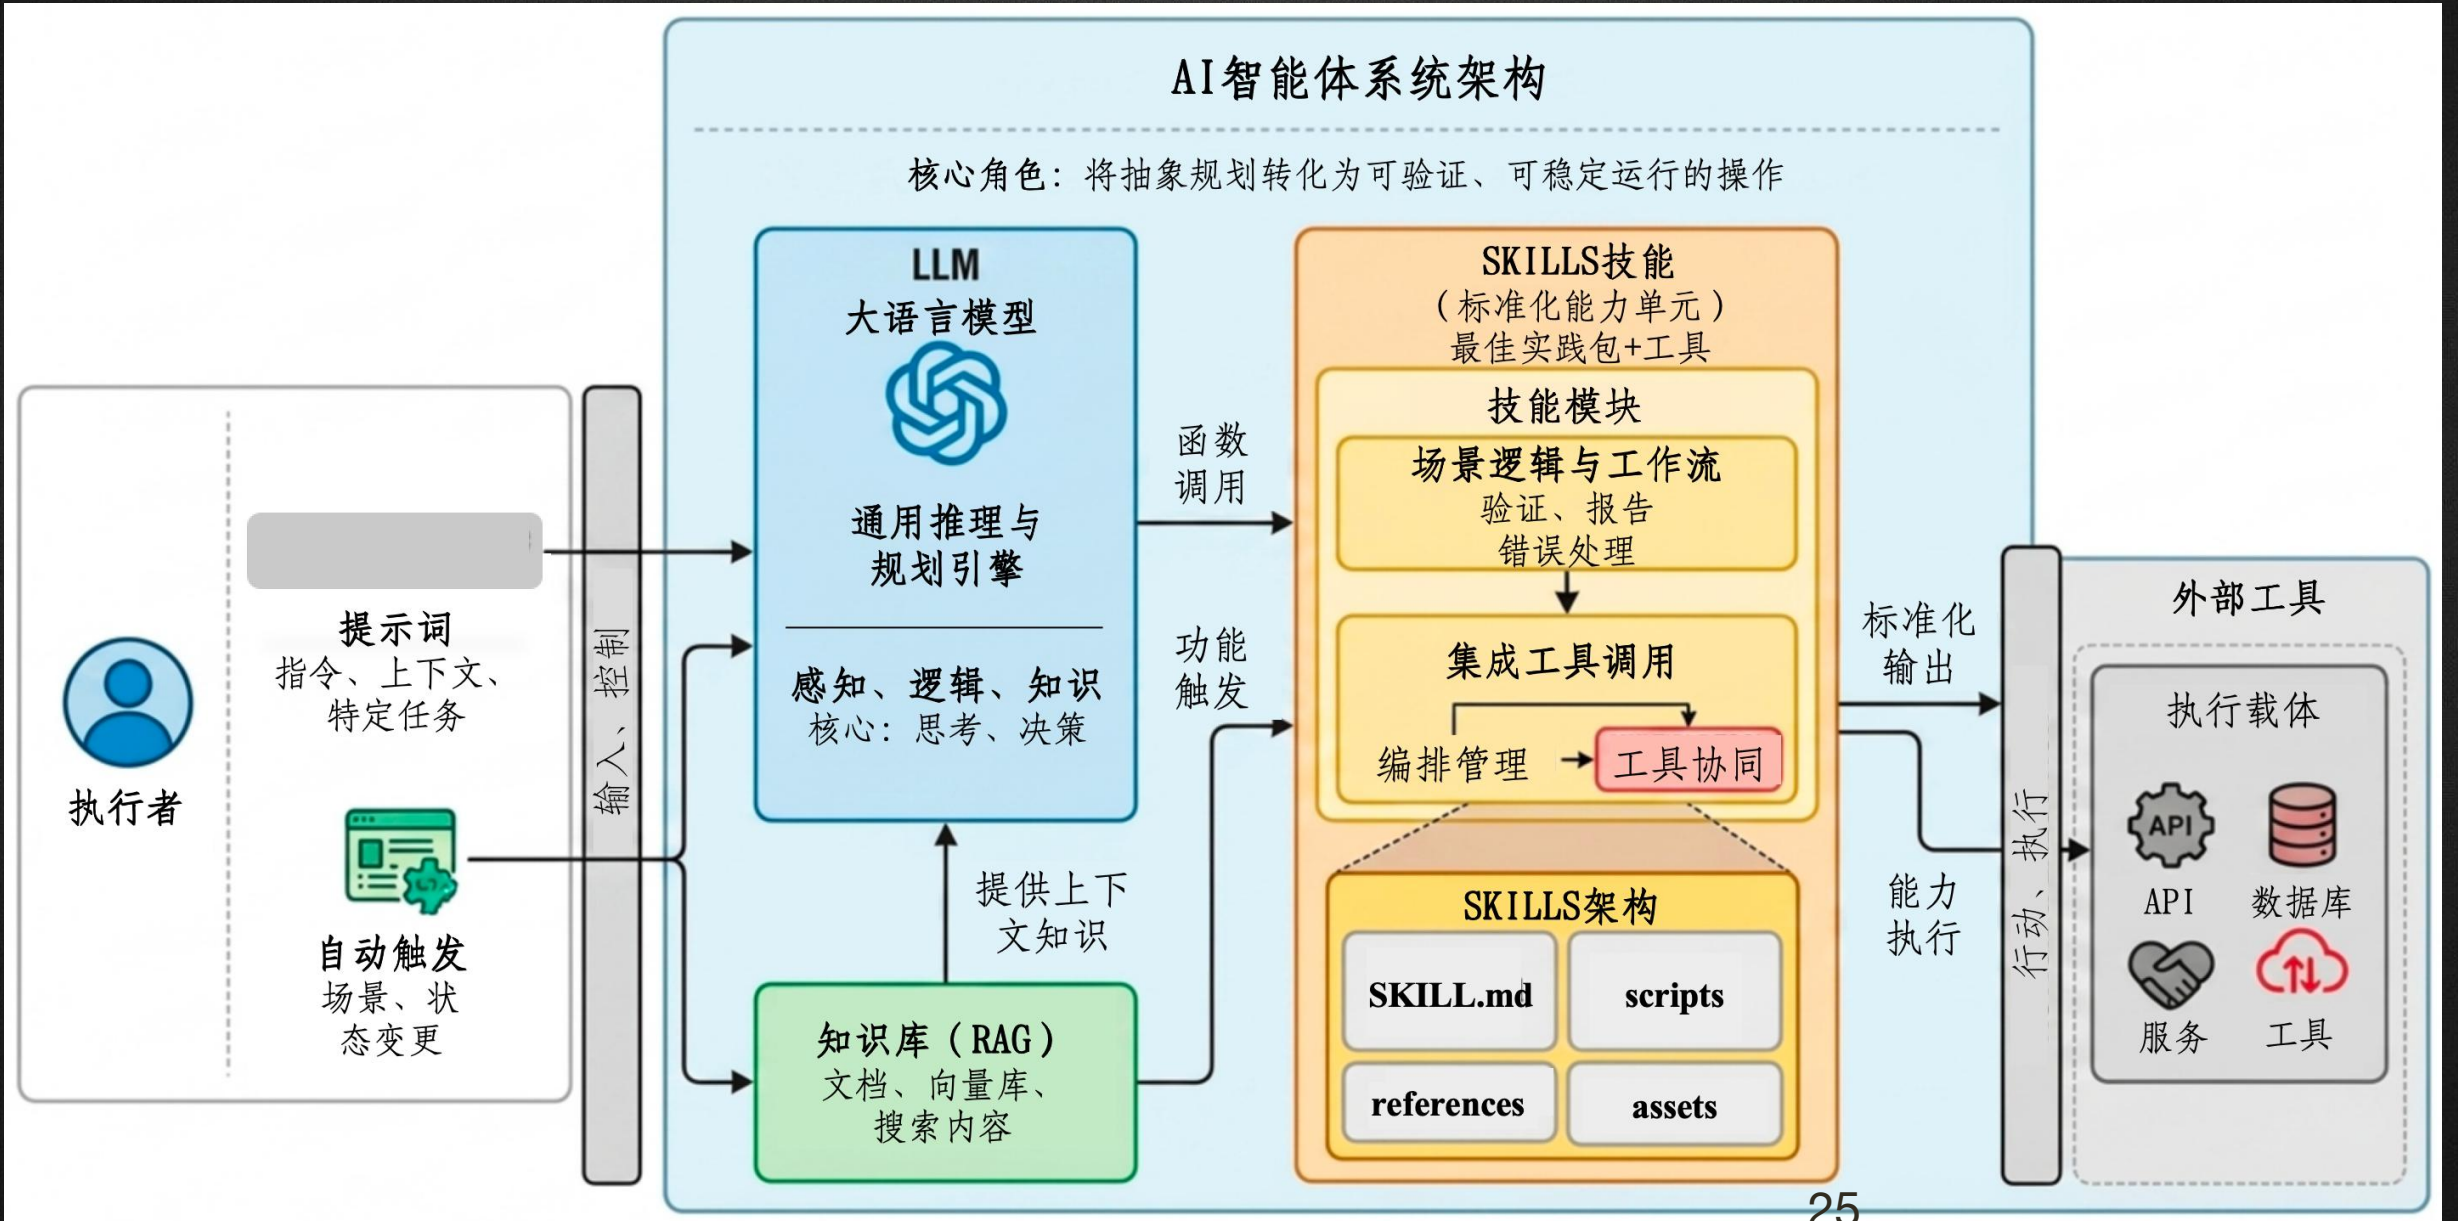 AI智能体系统架构
核心角色：将抽象规划转化为可验证、可稳定运行的操作
执行者
提示词
指令、上下文、
特定任务
自动触发
场景、状
态变更
输入、控制
LLM
大语言模型
通用推理与
规划引擎
感知、逻辑、知识
核心：思考、决策
提供上下
文知识
知识库（RAG）
文档、向量库、
搜索内容
函数
调用
功能
触发
SKILLS技能
（标准化能力单元）
最佳实践包+工具
技能模块
场景逻辑与工作流
验证、报告
错误处理
集成工具调用
编排管理
工具协同
SKILLS架构
SKILL.md
scripts
references
assets
标准化
输出
能力
执行
行动、执行
外部工具
执行载体
API
API
数据库
服务
工具
25